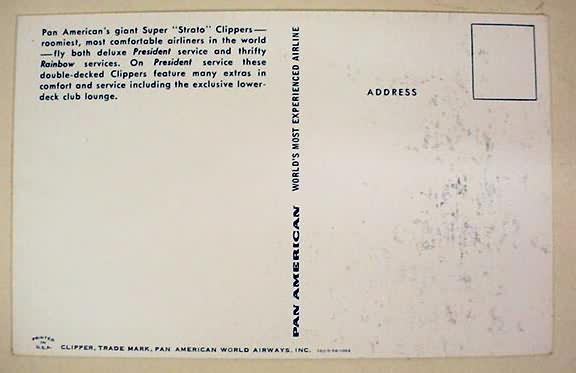 Pan American's giant Super "Strato" Clippers—
roomiest, most comfortable airliners in the world
—fly both deluxe President service and thrifty
Rainbow services. On President service these
double-decked Clippers feature many extras in
comfort and service including the exclusive lower-
deck club lounge.
PAN AMERICAN WORLD'S MOST EXPERIENCED AIRLINE
ADDRESS
PRINTED
IN
U.S.A.
CLIPPER, TRADE MARK, PAN AMERICAN WORLD AIRWAYS, INC.